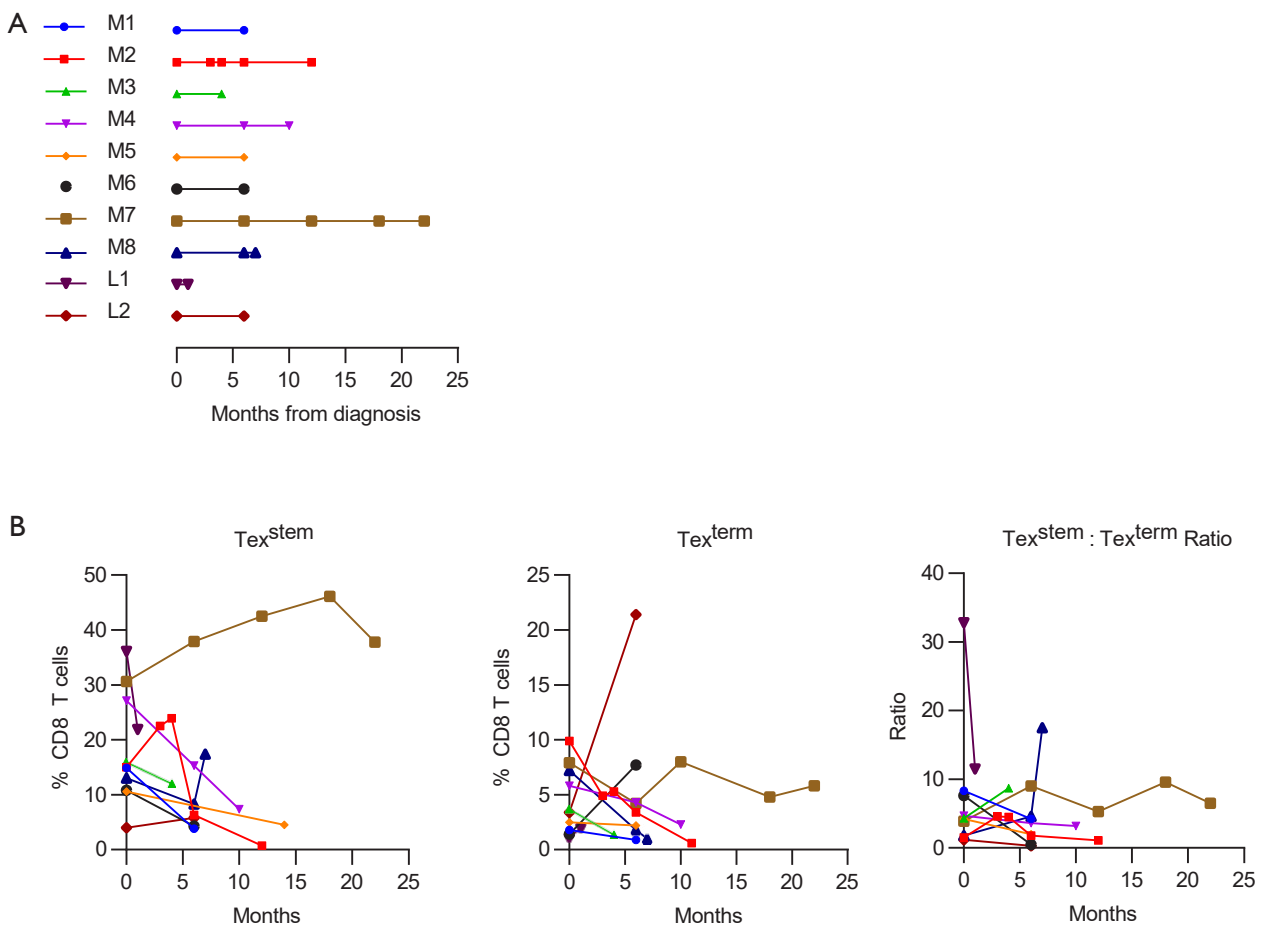 A
M1
M2
M3
M4
M5
M6
M7
M8
L1
L2
0 5 10 15 20 25
Months from diagnosis
B
Tex^stem
% CD8 T cells
50
40
30
20
10
0
0 5 10 15 20 25
Months
Tex^term
% CD8 T cells
25
20
15
10
5
0
0 5 10 15 20 25
Months
Tex^stem : Tex^term Ratio
Ratio
40
30
20
10
0
0 5 10 15 20 25
Months